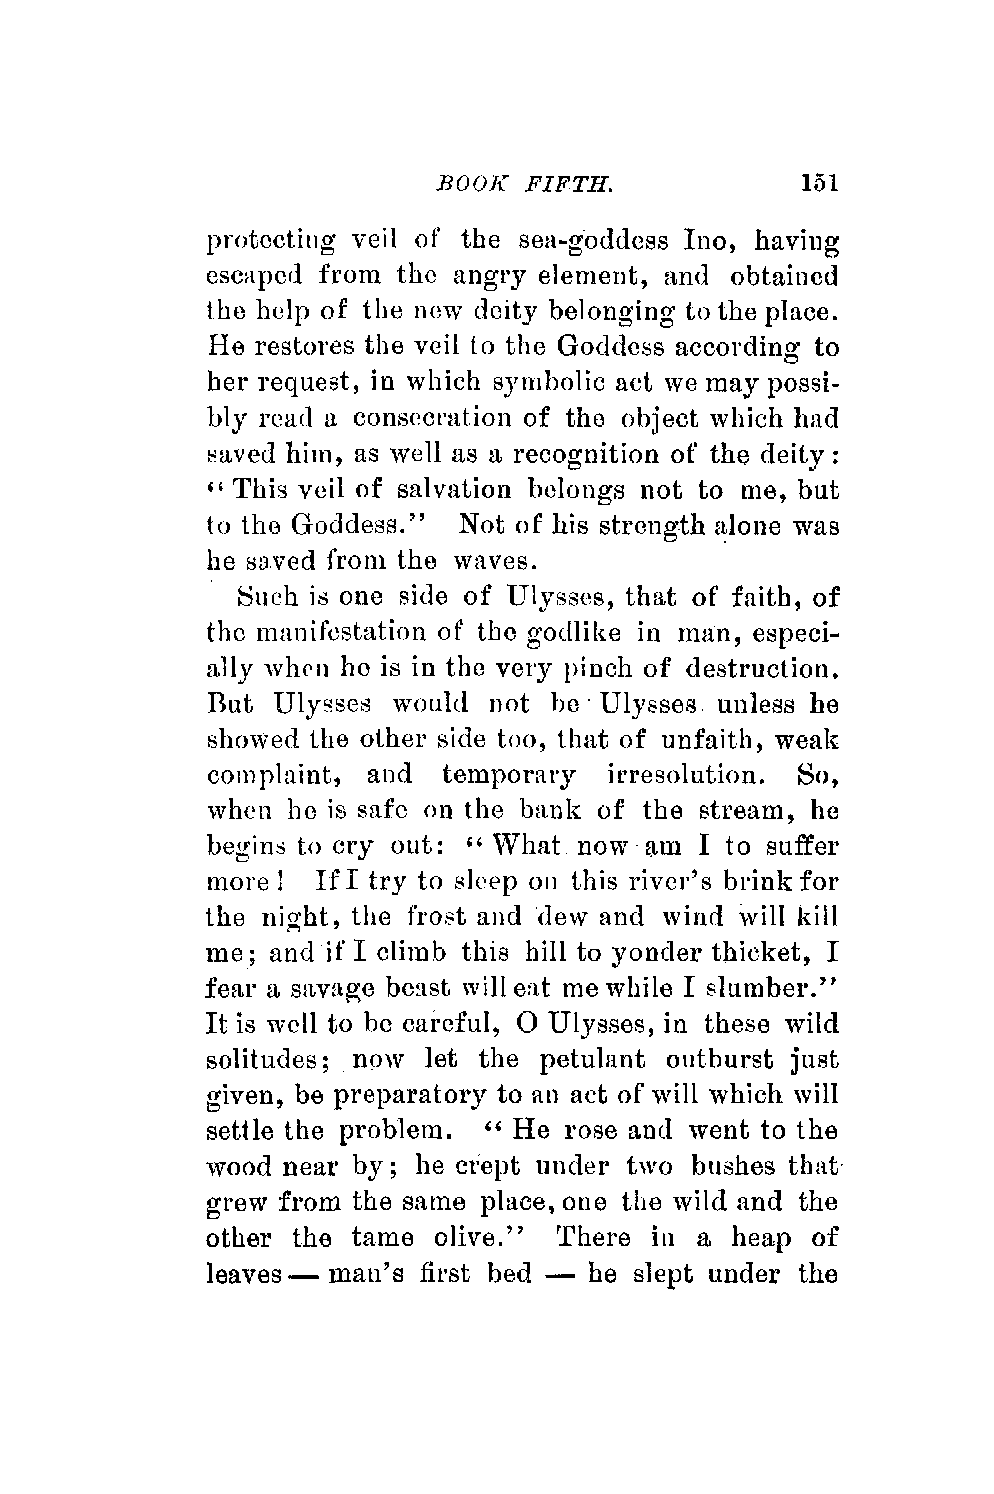 BOOK FIFTH. 151
protecting veil of the sea-goddess Ino, having
escaped from the angry element, and obtained
the help of the new deity belonging to the place.
He restores the veil to the Goddess according to
her request, in which symbolic act we may possi-
bly read a consecration of the object which had
saved him, as well as a recognition of the deity:
“ This veil of salvation belongs not to me, but
to the Goddess.” Not of his strength alone was
he saved from the waves.
Such is one side of Ulysses, that of faith, of
the manifestation of the godlike in man, especi-
ally when he is in the very pinch of destruction.
But Ulysses would not be Ulysses unless he
showed the other side too, that of unfaith, weak
complaint, and temporary irresolution. So,
when he is safe on the bank of the stream, he
begins to cry out: “ What now am I to suffer
more! If I try to sleep on this river’s brink for
the night, the frost and dew and wind will kill
me; and if I climb this hill to yonder thicket, I
fear a savage beast will eat me while I slumber.”
It is well to be careful, O Ulysses, in these wild
solitudes; now let the petulant outburst just
given, be preparatory to an act of will which will
settle the problem. “ He rose and went to the
wood near by; he crept under two bushes that
grew from the same place, one the wild and the
other the tame olive.” There in a heap of
leaves — man’s first bed — he slept under the